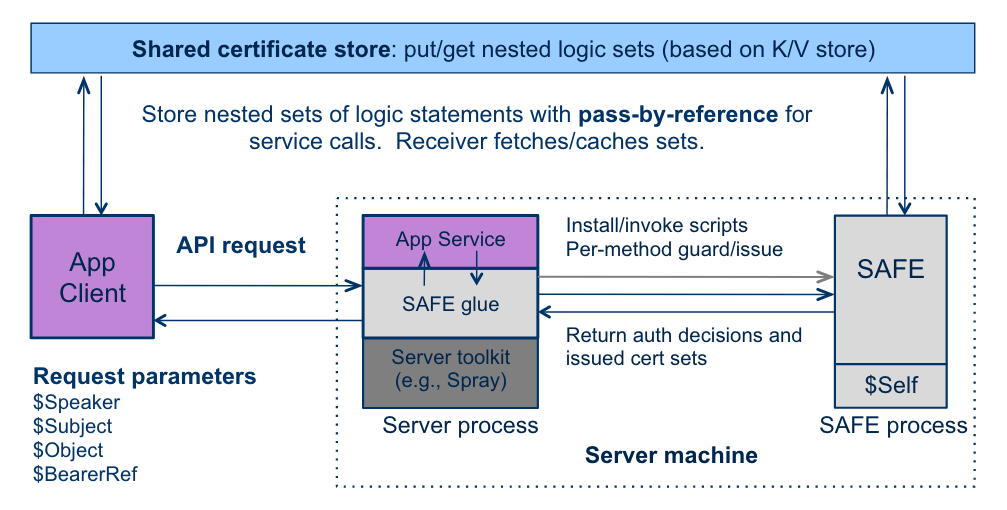 Shared certificate store: put/get nested logic sets (based on K/V store)
Store nested sets of logic statements with pass-by-reference for
service calls.  Receiver fetches/caches sets.
App
Client
API request
App Service
SAFE glue
Server toolkit
(e.g., Spray)
Server process
Install/invoke scripts
Per-method guard/issue
Return auth decisions and
issued cert sets
SAFE
$Self
SAFE process
Server machine
Request parameters
$Speaker
$Subject
$Object
$BearerRef